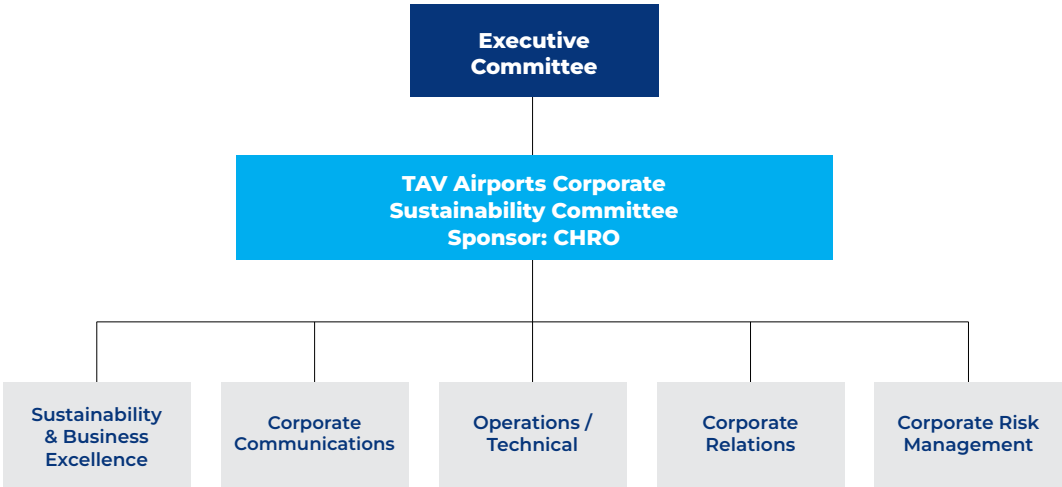 Executive
Committee
TAV Airports Corporate
Sustainability Committee
Sponsor: CHRO
Sustainability
& Business
Excellence
Corporate
Communications
Operations /
Technical
Corporate
Relations
Corporate Risk
Management